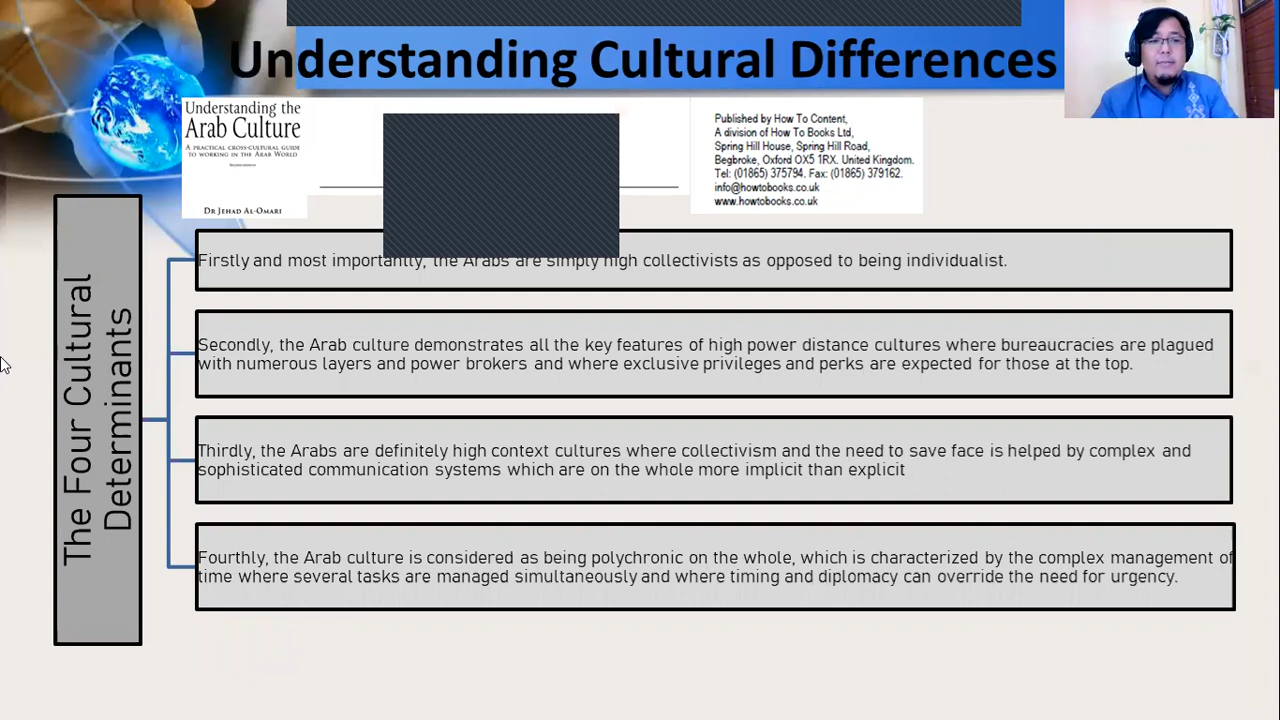 Understanding Cultural Differences
Understanding the
Arab Culture
A PRACTICAL CROSS-CULTURAL GUIDE
TO WORKING IN THE ARAB WORLD
DR JEHAD AL-OMARI
Published by How To Content,
A division of How To Books Ltd,
Spring Hill House, Spring Hill Road,
Begbroke, Oxford OX5 1RX. United Kingdom.
Tel: (01865) 375794. Fax: (01865) 379162.
info@howtobooks.co.uk
www.howtobooks.co.uk
The Four Cultural
Determinants
Firstly and most importantly, the Arabs are simply high collectivists as opposed to being individualist.
Secondly, the Arab culture demonstrates all the key features of high power distance cultures where bureaucracies are plagued
with numerous layers and power brokers and where exclusive privileges and perks are expected for those at the top.
Thirdly, the Arabs are definitely high context cultures where collectivism and the need to save face is helped by complex and
sophisticated communication systems which are on the whole more implicit than explicit
Fourthly, the Arab culture is considered as being polychronic on the whole, which is characterized by the complex management of
time where several tasks are managed simultaneously and where timing and diplomacy can override the need for urgency.